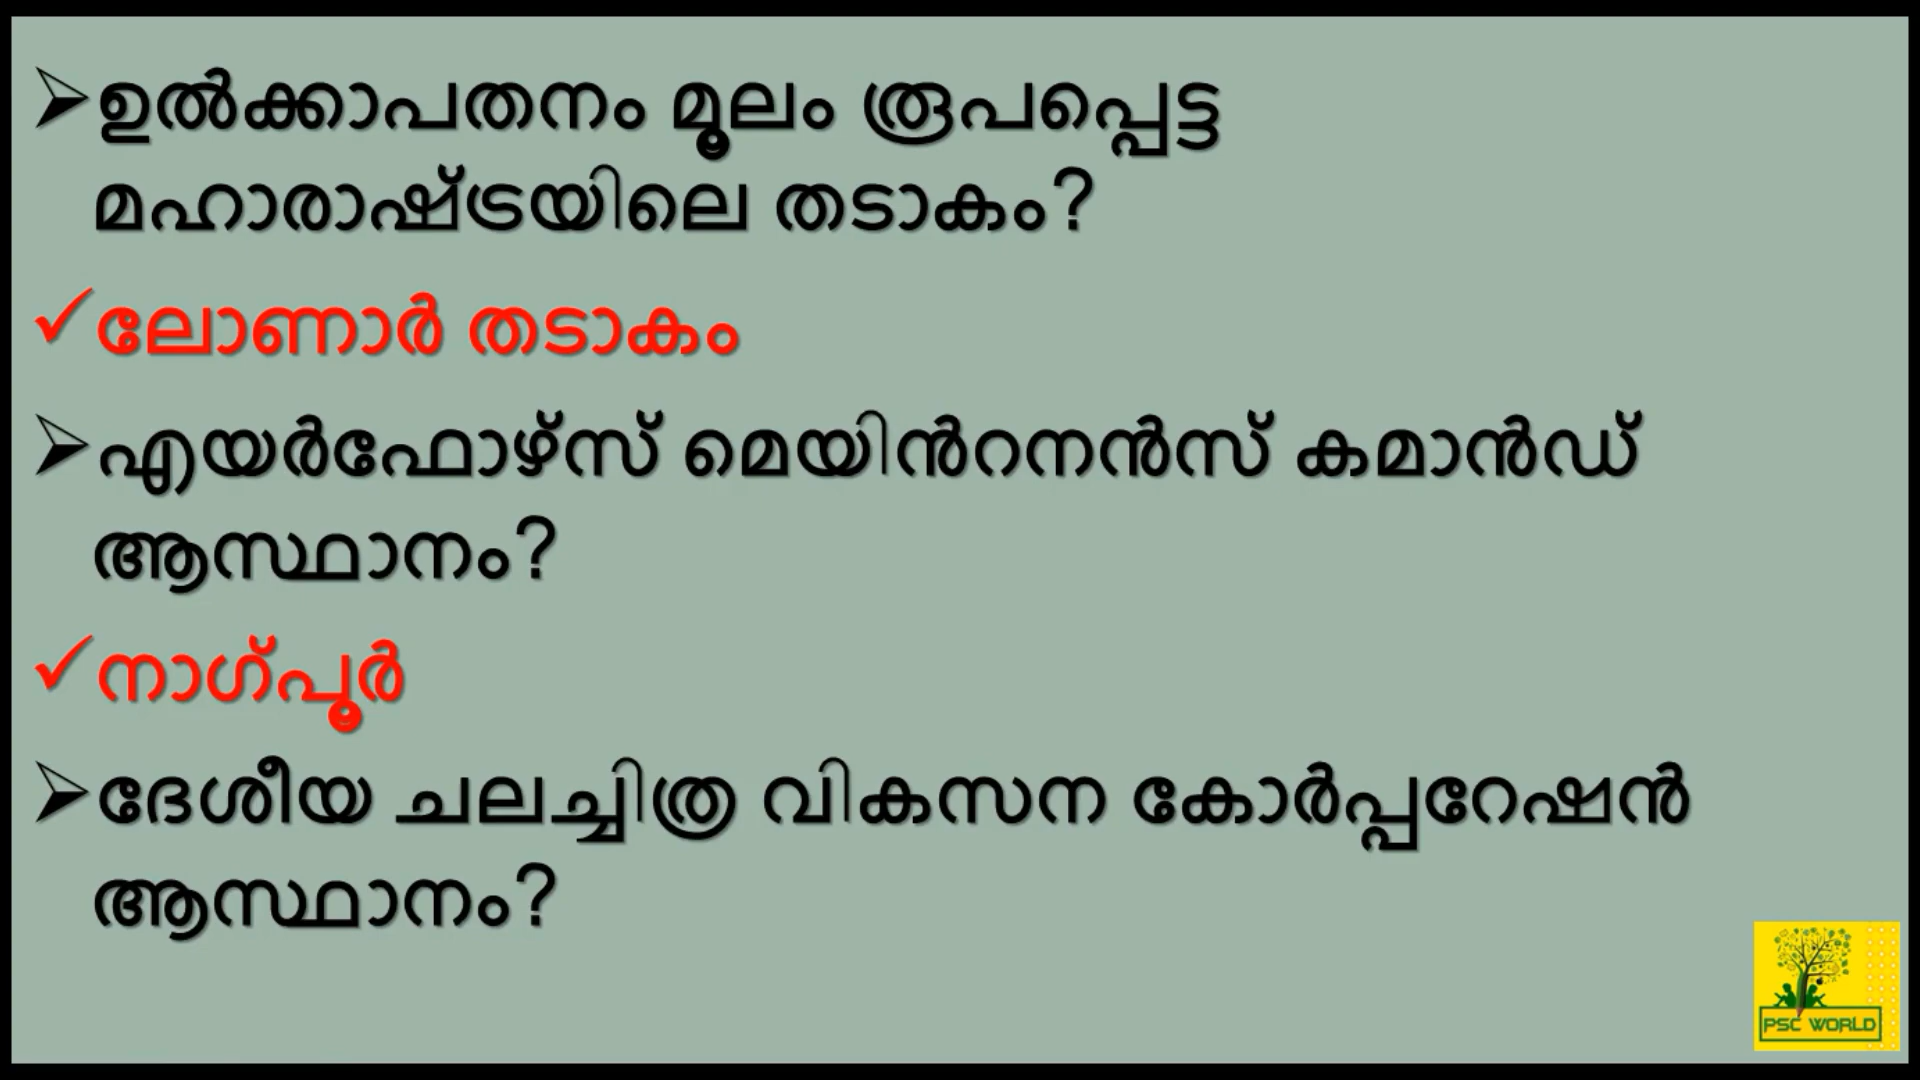 ➢ഉൽക്കാപതനം മൂലം രൂപപ്പെട്ട
മഹാരാഷ്ട്രയിലെ തടാകം?
✓ലോണാർ തടാകം
➢എയർഫോഴ്സ് മെയിൻറനൻസ് കമാൻഡ്
ആസ്ഥാനം?
✓നാഗ്പൂർ
➢ദേശീയ ചലച്ചിത്ര വികസന കോർപ്പറേഷൻ
ആസ്ഥാനം?
PSC WORLD